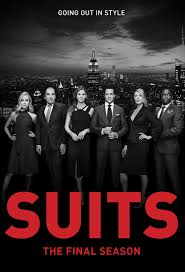 GOING OUT IN STYLE
SUITS
THE FINAL SEASON